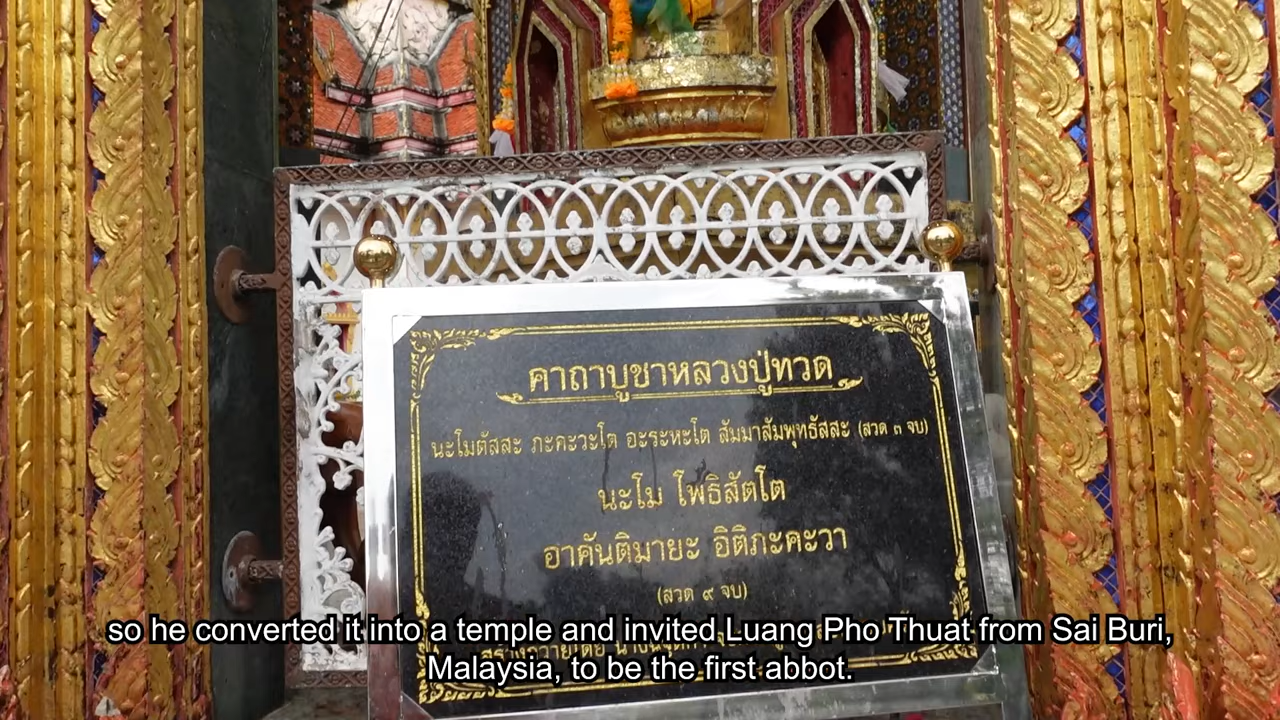 คาถาบูชาหลวงปู่ทวด
นะโมตัสสะ ภะคะวะโต อะระหะโต สัมมาสัมพุทธัสสะ (สวด ๓ จบ)
นะโม โพธิสัตโต
อาคันติมายะ อิติภะคะวา
(สวด ๙ จบ)
so he converted it into a temple and invited Luang Pho Thuat from Sai Buri,
Malaysia, to be the first abbot.